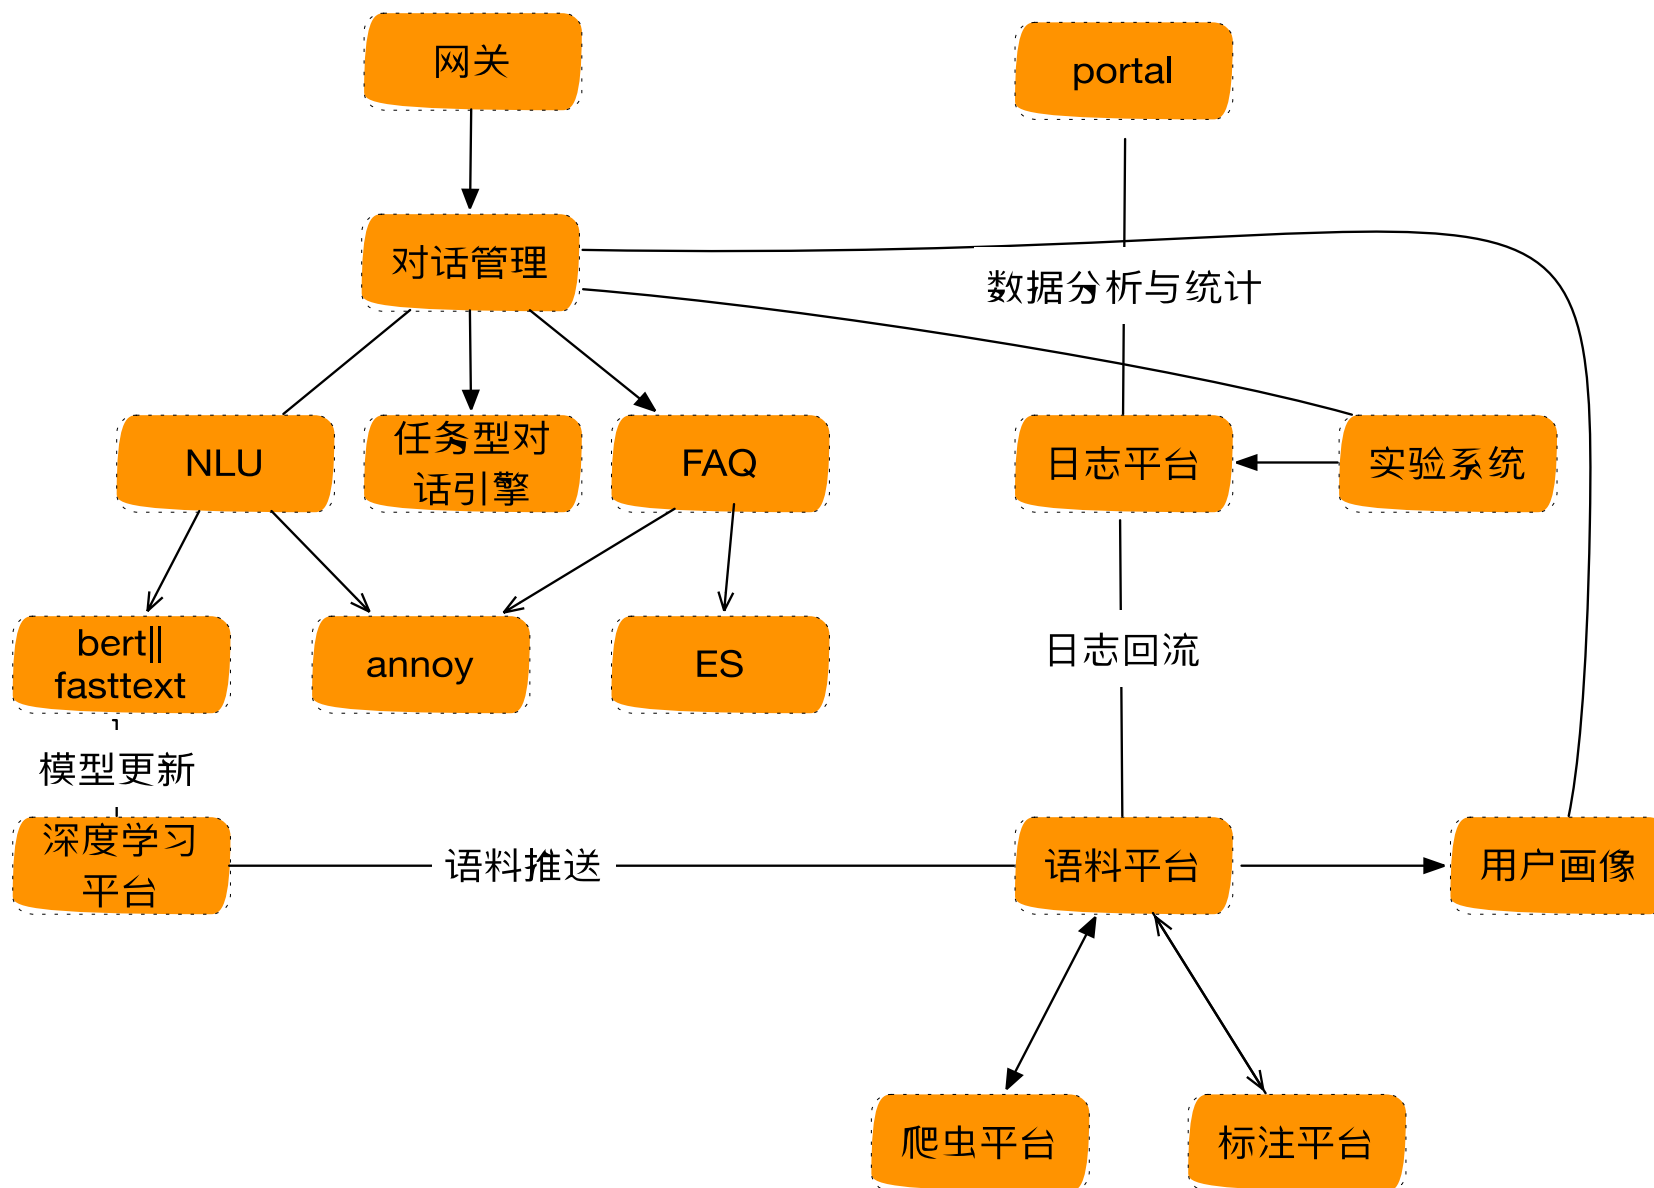 网关
portal
对话管理
数据分析与统计
NLU
任务型对
话引擎
FAQ
日志平台
实验系统
bert||
fasttext
annoy
ES
日志回流
模型更新
深度学习
平台
语料推送
语料平台
用户画像
爬虫平台
标注平台